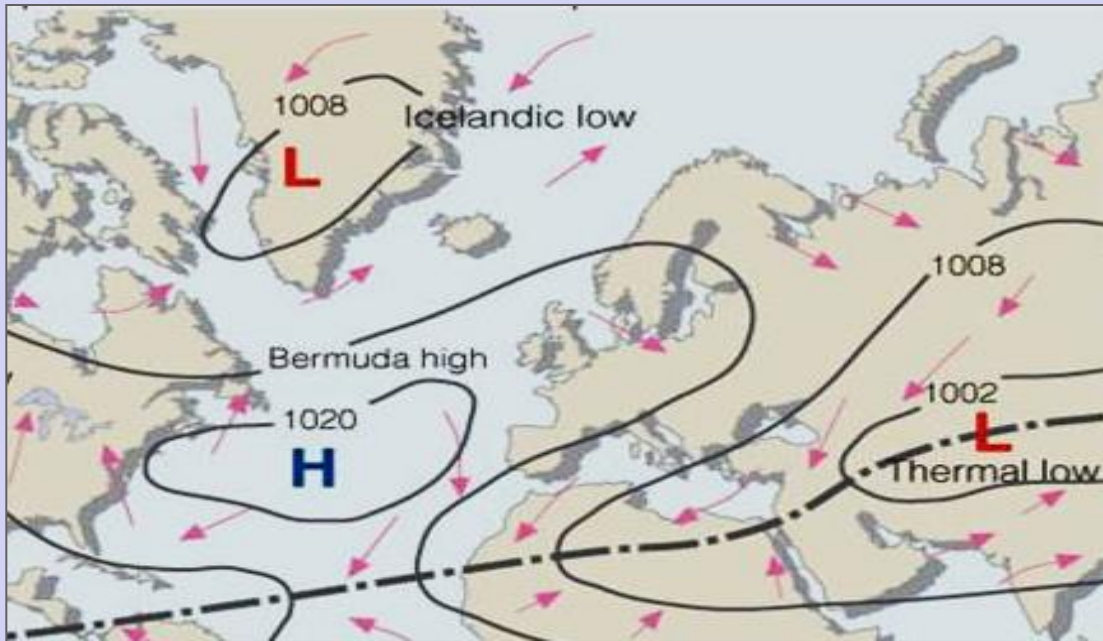 1008
Icelandic low
L
1008
Bermuda high
1020
H
1002
L
Thermal low